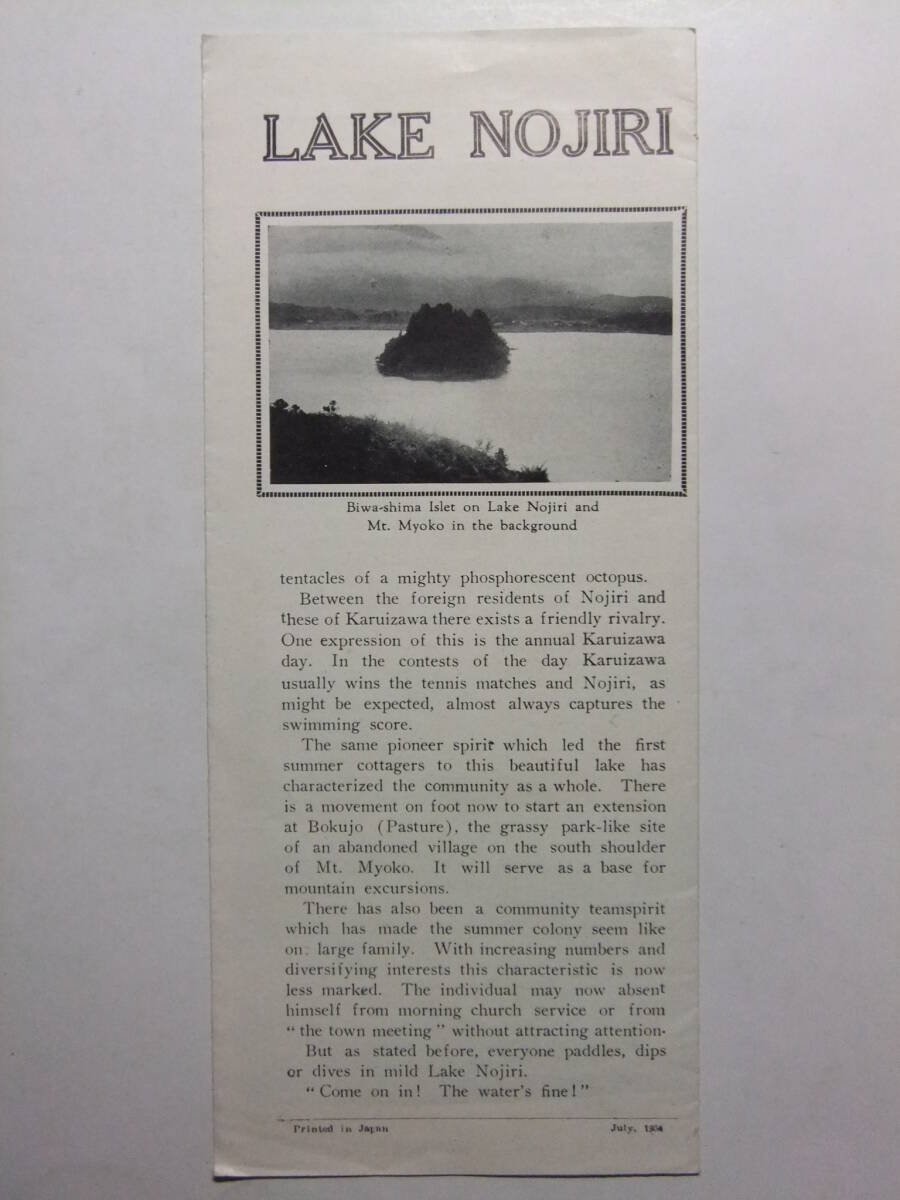 LAKE NOJIRI
Biwa-shima Islet on Lake Nojiri and
Mt. Myoko in the background
tentacles of a mighty phosphorescent octopus.
Between the foreign residents of Nojiri and
these of Karuizawa there exists a friendly rivalry.
One expression of this is the annual Karuizawa
day. In the contests of the day Karuizawa
usually wins the tennis matches and Nojiri, as
might be expected, almost always captures the
swimming score.
The same pioneer spirit which led the first
summer cottagers to this beautiful lake has
characterized the community as a whole. There
is a movement on foot now to start an extension
at Bokujo (Pasture), the grassy park-like site
of an abandoned village on the south shoulder
of Mt. Myoko. It will serve as a base for
mountain excursions.
There has also been a community teamspirit
which has made the summer colony seem like
on: large family. With increasing numbers and
diversifying interests this characteristic is now
less marked. The individual may now absent
himself from morning church service or from
“the town meeting” without attracting attention.
But as stated before, everyone paddles, dips
or dives in mild Lake Nojiri.
“Come on in! The water's fine!”
Printed in Japan
July,